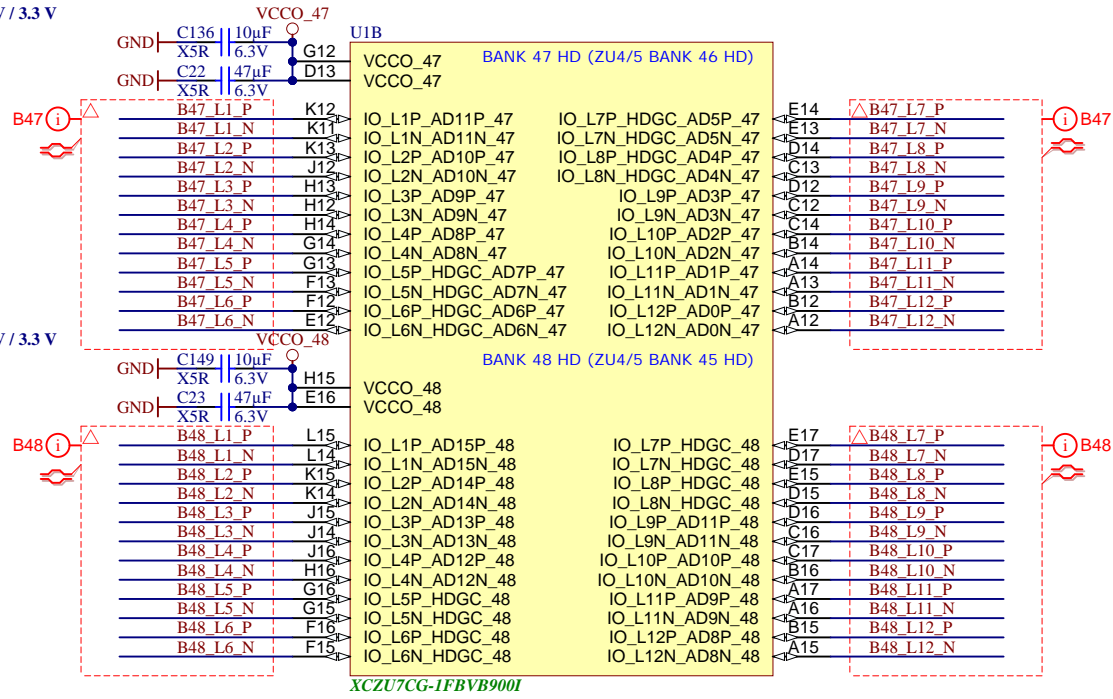 V / 3.3 V
VCCO_47
GND C136 10µF
X5R 6.3V
GND C22 47µF
X5R 6.3V
U1B
BANK 47 HD (ZU4/5 BANK 46 HD)
G12 VCCO_47
D13 VCCO_47
B47
B47_L1_P K12 IO_L1P_AD11P_47 IO_L7P_HDGC_AD5P_47 E14 B47_L7_P
B47
B47_L1_N K11 IO_L1N_AD11N_47 IO_L7N_HDGC_AD5N_47 E13 B47_L7_N
B47_L2_P K13 IO_L2P_AD10P_47 IO_L8P_HDGC_AD4P_47 D14 B47_L8_P
B47_L2_N J12 IO_L2N_AD10N_47 IO_L8N_HDGC_AD4N_47 C13 B47_L8_N
B47_L3_P H13 IO_L3P_AD9P_47 IO_L9P_AD3P_47 D12 B47_L9_P
B47_L3_N H12 IO_L3N_AD9N_47 IO_L9N_AD3N_47 C12 B47_L9_N
B47_L4_P H14 IO_L4P_AD8P_47 IO_L10P_AD2P_47 C14 B47_L10_P
B47_L4_N G14 IO_L4N_AD8N_47 IO_L10N_AD2N_47 B14 B47_L10_N
B47_L5_P G13 IO_L5P_HDGC_AD7P_47 IO_L11P_AD1P_47 A14 B47_L11_P
B47_L5_N F13 IO_L5N_HDGC_AD7N_47 IO_L11N_AD1N_47 A13 B47_L11_N
B47_L6_P F12 IO_L6P_HDGC_AD6P_47 IO_L12P_AD0P_47 B12 B47_L12_P
B47_L6_N E12 IO_L6N_HDGC_AD6N_47 IO_L12N_AD0N_47 A12 B47_L12_N
V / 3.3 V
VCCO_48
GND C149 10µF
X5R 6.3V
GND C23 47µF
X5R 6.3V
BANK 48 HD (ZU4/5 BANK 45 HD)
H15 VCCO_48
E16 VCCO_48
B48
B48_L1_P L15 IO_L1P_AD15P_48 IO_L7P_HDGC_48 E17 B48_L7_P
B48
B48_L1_N L14 IO_L1N_AD15N_48 IO_L7N_HDGC_48 D17 B48_L7_N
B48_L2_P K15 IO_L2P_AD14P_48 IO_L8P_HDGC_48 E15 B48_L8_P
B48_L2_N K14 IO_L2N_AD14N_48 IO_L8N_HDGC_48 D15 B48_L8_N
B48_L3_P J15 IO_L3P_AD13P_48 IO_L9P_AD11P_48 D16 B48_L9_P
B48_L3_N J14 IO_L3N_AD13N_48 IO_L9N_AD11N_48 C16 B48_L9_N
B48_L4_P J16 IO_L4P_AD12P_48 IO_L10P_AD10P_48 C17 B48_L10_P
B48_L4_N H16 IO_L4N_AD12N_48 IO_L10N_AD10N_48 B16 B48_L10_N
B48_L5_P G16 IO_L5P_HDGC_48 IO_L11P_AD9P_48 A17 B48_L11_P
B48_L5_N G15 IO_L5N_HDGC_48 IO_L11N_AD9N_48 A16 B48_L11_N
B48_L6_P F16 IO_L6P_HDGC_48 IO_L12P_AD8P_48 B15 B48_L12_P
B48_L6_N F15 IO_L6N_HDGC_48 IO_L12N_AD8N_48 A15 B48_L12_N
XCZU7CG-1FBVB900I